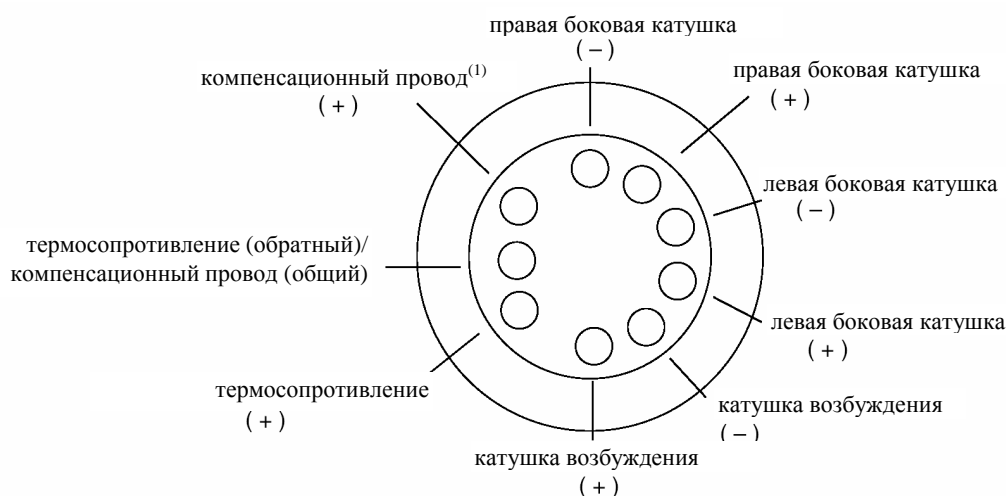 правая боковая катушка
(−)
компенсационный провод(1)
(+)
правая боковая катушка
(+)
левая боковая катушка
(−)
термосопротивление (обратный)/
компенсационный провод (общий)
левая боковая катушка
(+)
термосопротивление
(+)
катушка возбуждения
(−)
катушка возбуждения
(+)